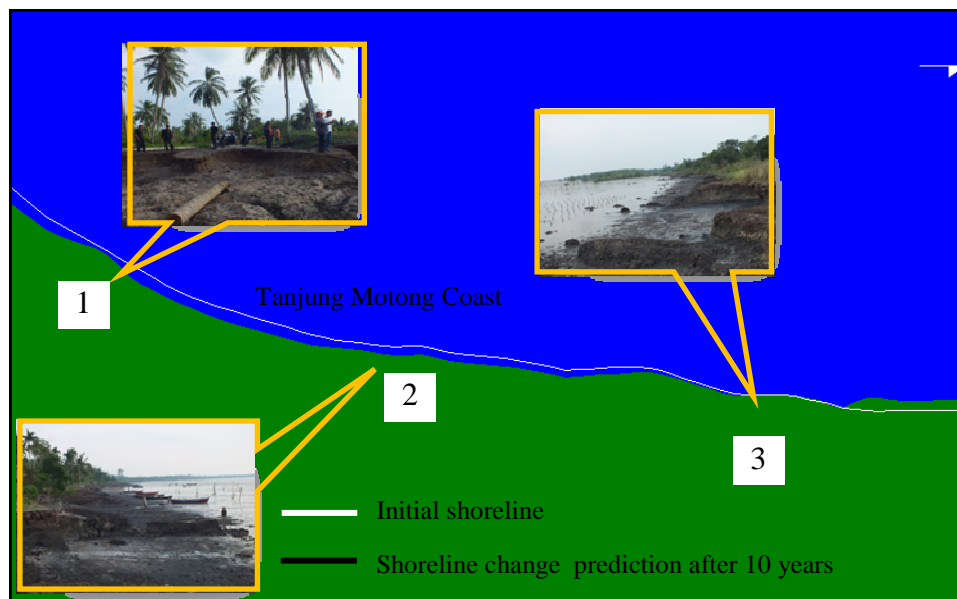 1
Tanjung Motong Coast
2
3
Initial shoreline
Shoreline change prediction after 10 years